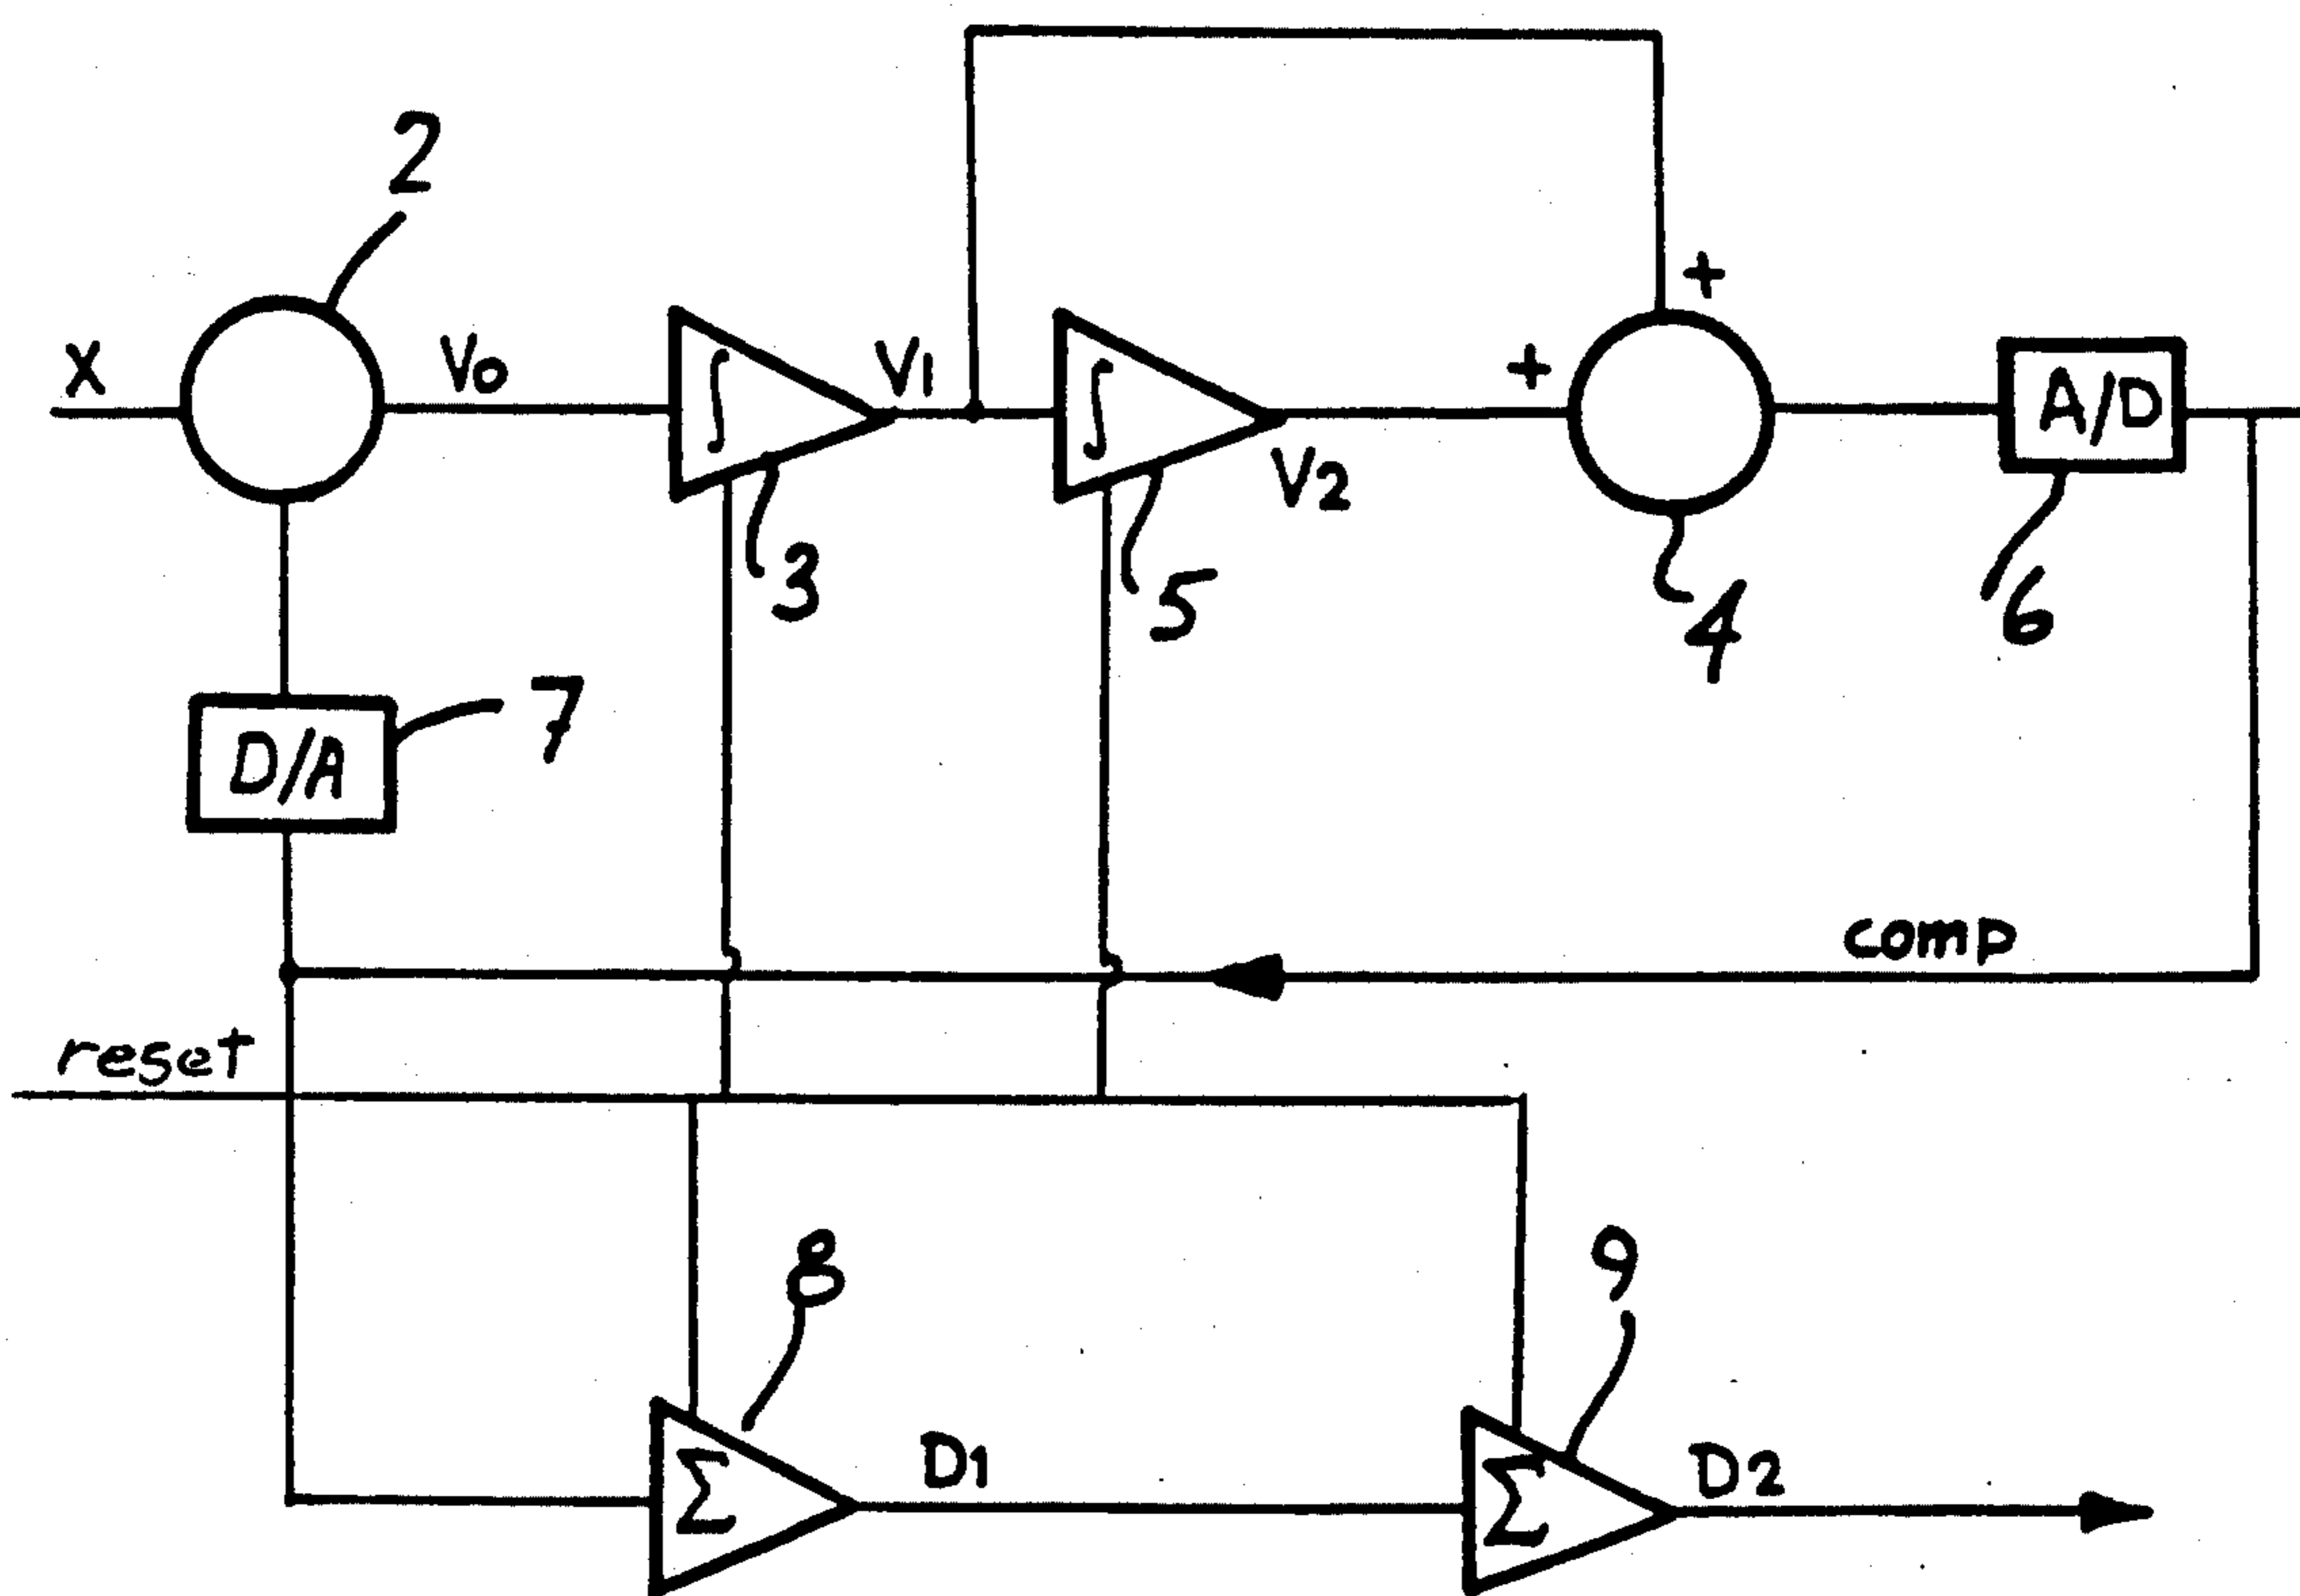 2
X
V0
V1
+
+
A/D
∫
∫
V2
3
5
4
6
7
D/A
comp
reset
8
9
D1
D2
Σ
Σ